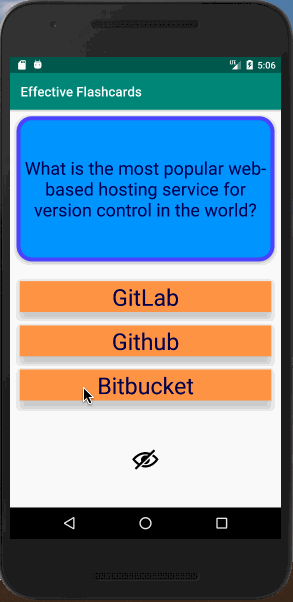 5:06
Effective Flashcards
What is the most popular web-
based hosting service for
version control in the world?
GitLab
Github
Bitbucket